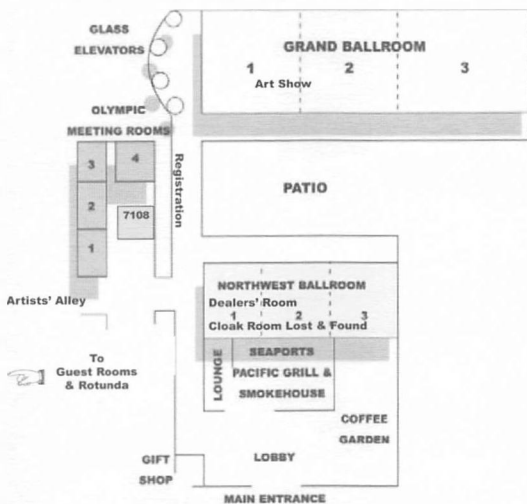 GLASS
ELEVATORS
GRAND BALLROOM
1 2 3
Art Show
OLYMPIC
MEETING ROOMS
3 4
2 7108
1
Registration
PATIO
NORTHWEST BALLROOM
Dealers' Room
1 2 3
Cloak Room Lost & Found
Artists' Alley
To
Guest Rooms
& Rotunda
LOUNGE
SEAPORTS
PACIFIC GRILL &
SMOKEHOUSE
COFFEE
GARDEN
GIFT
SHOP
LOBBY
MAIN ENTRANCE